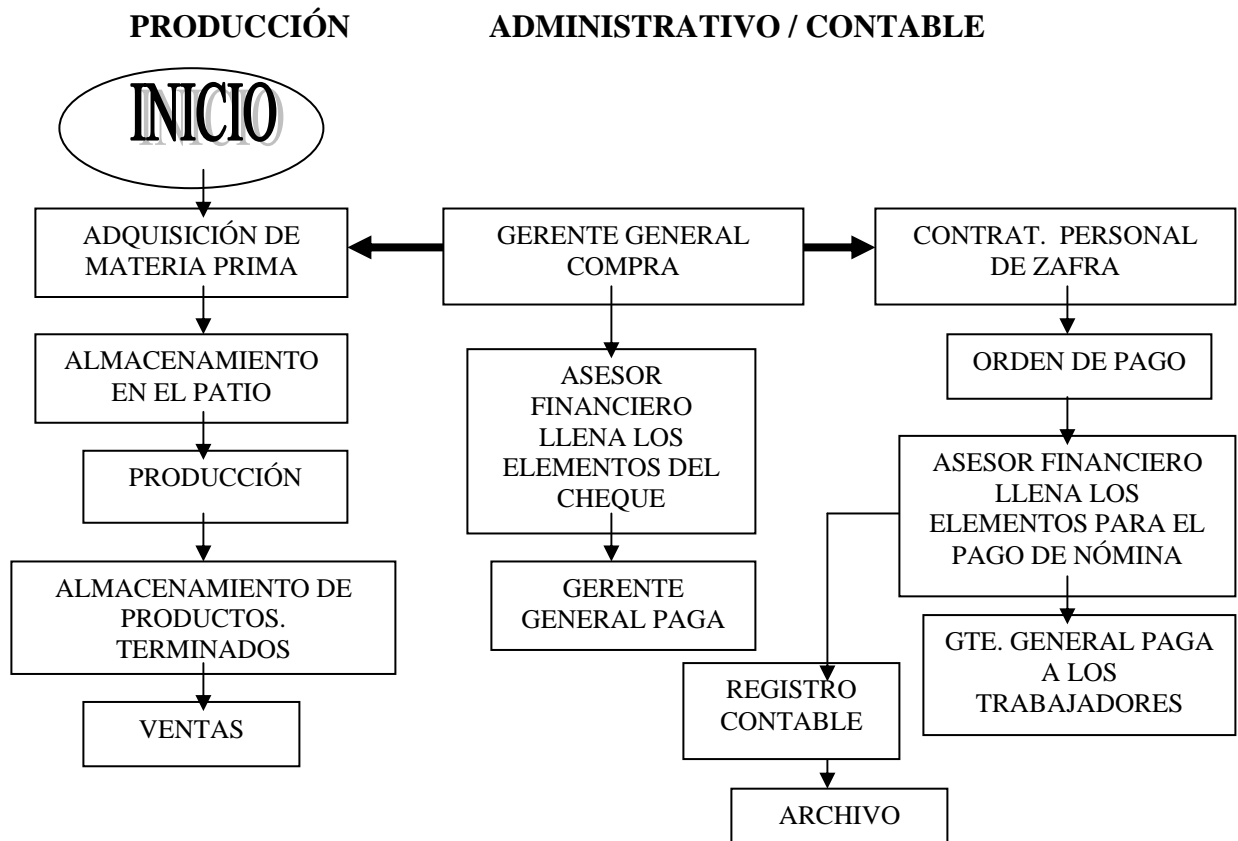 PRODUCCIÓN
ADMINISTRATIVO / CONTABLE
INICIO
ADQUISICIÓN DE
MATERIA PRIMA
GERENTE GENERAL
COMPRA
CONTRAT. PERSONAL
DE ZAFRA
ALMACENAMIENTO
EN EL PATIO
ASESOR
FINANCIERO
LLENA LOS
ELEMENTOS DEL
CHEQUE
ORDEN DE PAGO
PRODUCCIÓN
ASESOR FINANCIERO
LLENA LOS
ELEMENTOS PARA EL
PAGO DE NÓMINA
ALMACENAMIENTO DE
PRODUCTOS.
TERMINADOS
GERENTE
GENERAL PAGA
GTE. GENERAL PAGA
A LOS
TRABAJADORES
REGISTRO
CONTABLE
VENTAS
ARCHIVO